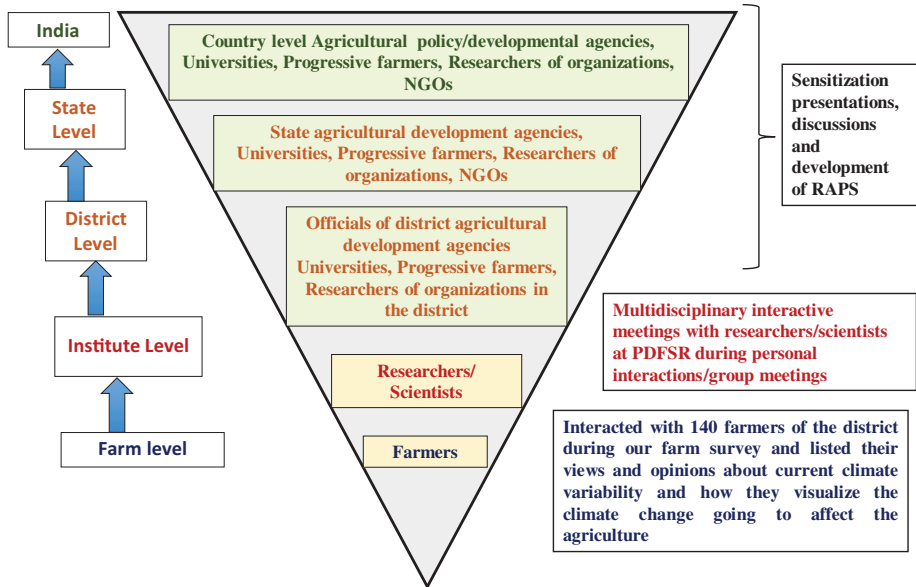 India
State
Level
District
Level
Institute Level
Farm level
Country level Agricultural policy/developmental agencies,
Universities, Progressive farmers, Researchers of organizations,
NGOs
State agricultural development agencies,
Universities, Progressive farmers, Researchers of
organizations, NGOs
Officials of district agricultural
development agencies
Universities, Progressive farmers,
Researchers of organizations in
the district
Researchers/
Scientists
Farmers
Sensitization
presentations,
discussions
and
development
of RAPS
Multidisciplinary interactive
meetings with researchers/scientists
at PDFSR during personal
interactions/group meetings
Interacted with 140 farmers of the district
during our farm survey and listed their
views and opinions about current climate
variability and how they visualize the
climate change going to affect the
agriculture